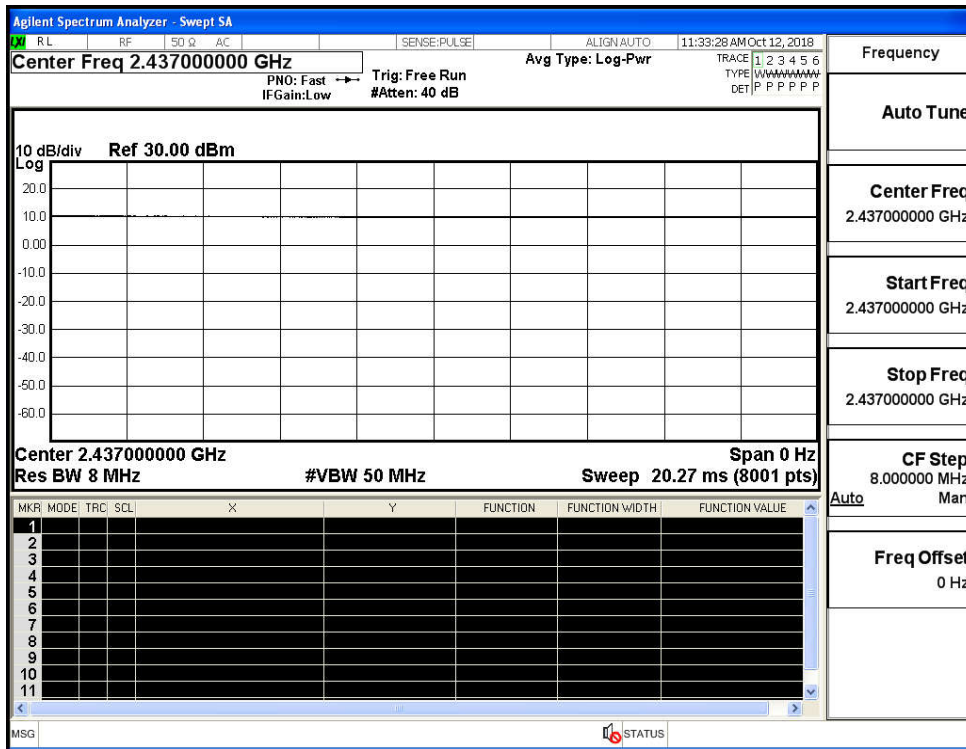 Agilent Spectrum Analyzer - Swept SA
LXI RL RF 50 Ω AC SENSE:PULSE ALIGN AUTO 11:33:28 AM Oct 12, 2018
Center Freq 2.437000000 GHz
PNO: Fast
IFGain:Low
Trig: Free Run
#Atten: 40 dB
Avg Type: Log-Pwr
TRACE 1 2 3 4 5 6
TYPE WWWWWW
DET P P P P P P
10 dB/div Ref 30.00 dBm
Log
20.0
10.0
0.00
-10.0
-20.0
-30.0
-40.0
-50.0
-60.0
Center 2.437000000 GHz Span 0 Hz
Res BW 8 MHz #VBW 50 MHz Sweep 20.27 ms (8001 pts)
MKR MODE TRC SCL X Y FUNCTION FUNCTION WIDTH FUNCTION VALUE
1
2
3
4
5
6
7
8
9
10
11
MSG STATUS
Frequency
Auto Tune
Center Freq
2.437000000 GHz
Start Freq
2.437000000 GHz
Stop Freq
2.437000000 GHz
CF Step
8.000000 MHz
Auto Man
Freq Offset
0 Hz